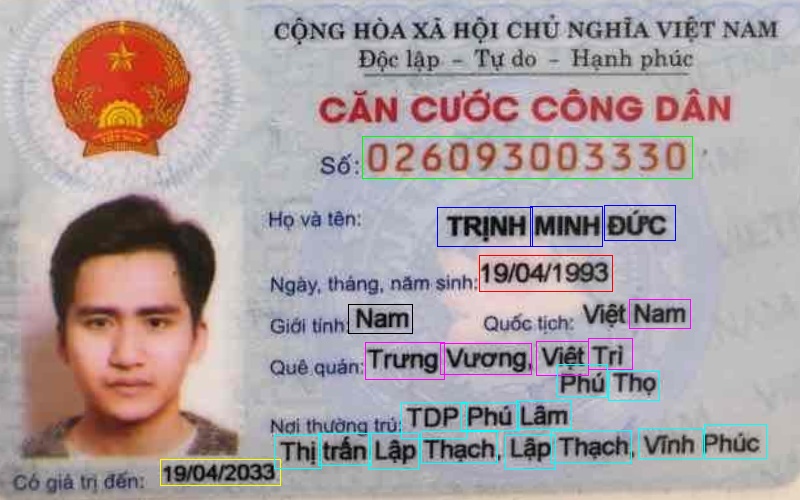 CỘNG HÒA XÃ HỘI CHỦ NGHĨA VIỆT NAM
Độc lập - Tự do - Hạnh phúc
CĂN CƯỚC CÔNG DÂN
Số: 026093003330
Họ và tên: TRỊNH MINH ĐỨC
Ngày, tháng, năm sinh: 19/04/1993
Giới tính: Nam Quốc tịch: Việt Nam
Quê quán: Trưng Vương, Việt Trì
Phú Thọ
Nơi thường trú: TDP Phú Lâm
Thị trấn Lập Thạch, Lập Thạch, Vĩnh Phúc
Có giá trị đến: 19/04/2033